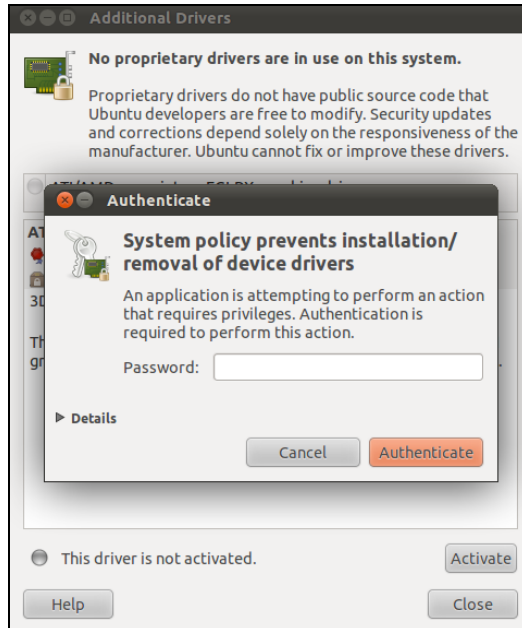 Additional Drivers
No proprietary drivers are in use on this system.
Proprietary drivers do not have public source code that
Ubuntu developers are free to modify. Security updates
and corrections depend solely on the responsiveness of the
manufacturer. Ubuntu cannot fix or improve these drivers.
Authenticate
System policy prevents installation/
removal of device drivers
An application is attempting to perform an action
that requires privileges. Authentication is
required to perform this action.
Password:
Details
Cancel
Authenticate
This driver is not activated.
Activate
Help
Close